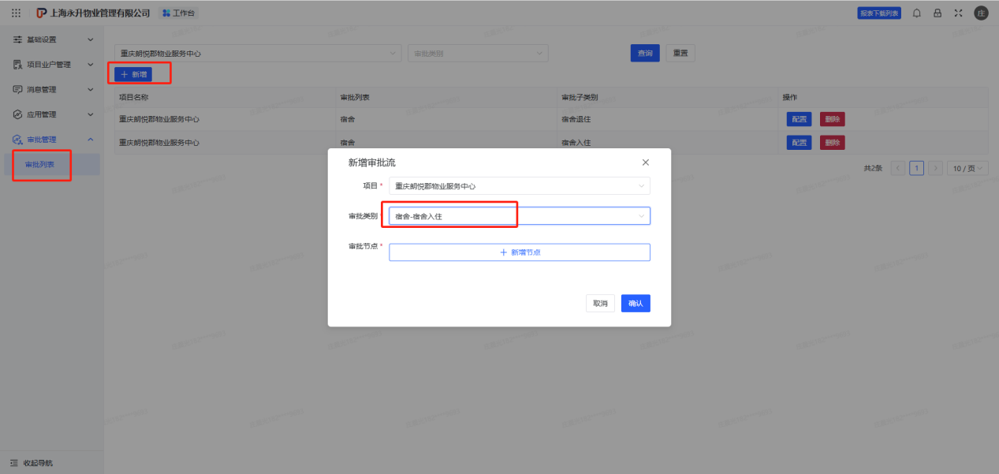 上海永升物业管理有限公司 工作台 报表下载列表 庄
基础设置
项目业户管理
消息管理
应用管理
审批管理
审批列表
收起导航
重庆朗悦郡物业服务中心 审批类别 查询 重置
+ 新增
项目名称 审批列表 审批子类别 操作
重庆朗悦郡物业服务中心 宿舍 宿舍退住 配置 删除
重庆朗悦郡物业服务中心 宿舍 宿舍入住 配置 删除
共2条 1 10 / 页
新增审批流
项目 * 重庆朗悦郡物业服务中心
审批类别 宿舍-宿舍入住
审批节点 * + 新增节点
取消 确认